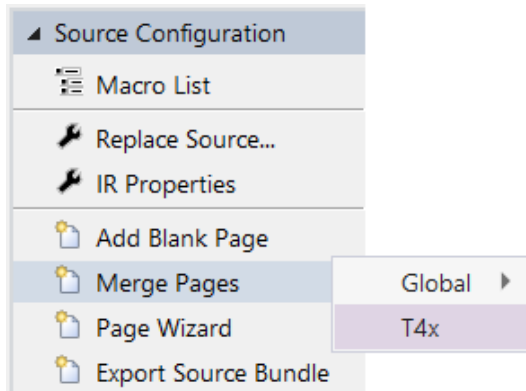 Source Configuration
Macro List
Replace Source...
IR Properties
Add Blank Page
Merge Pages
Global
Page Wizard
T4x
Export Source Bundle